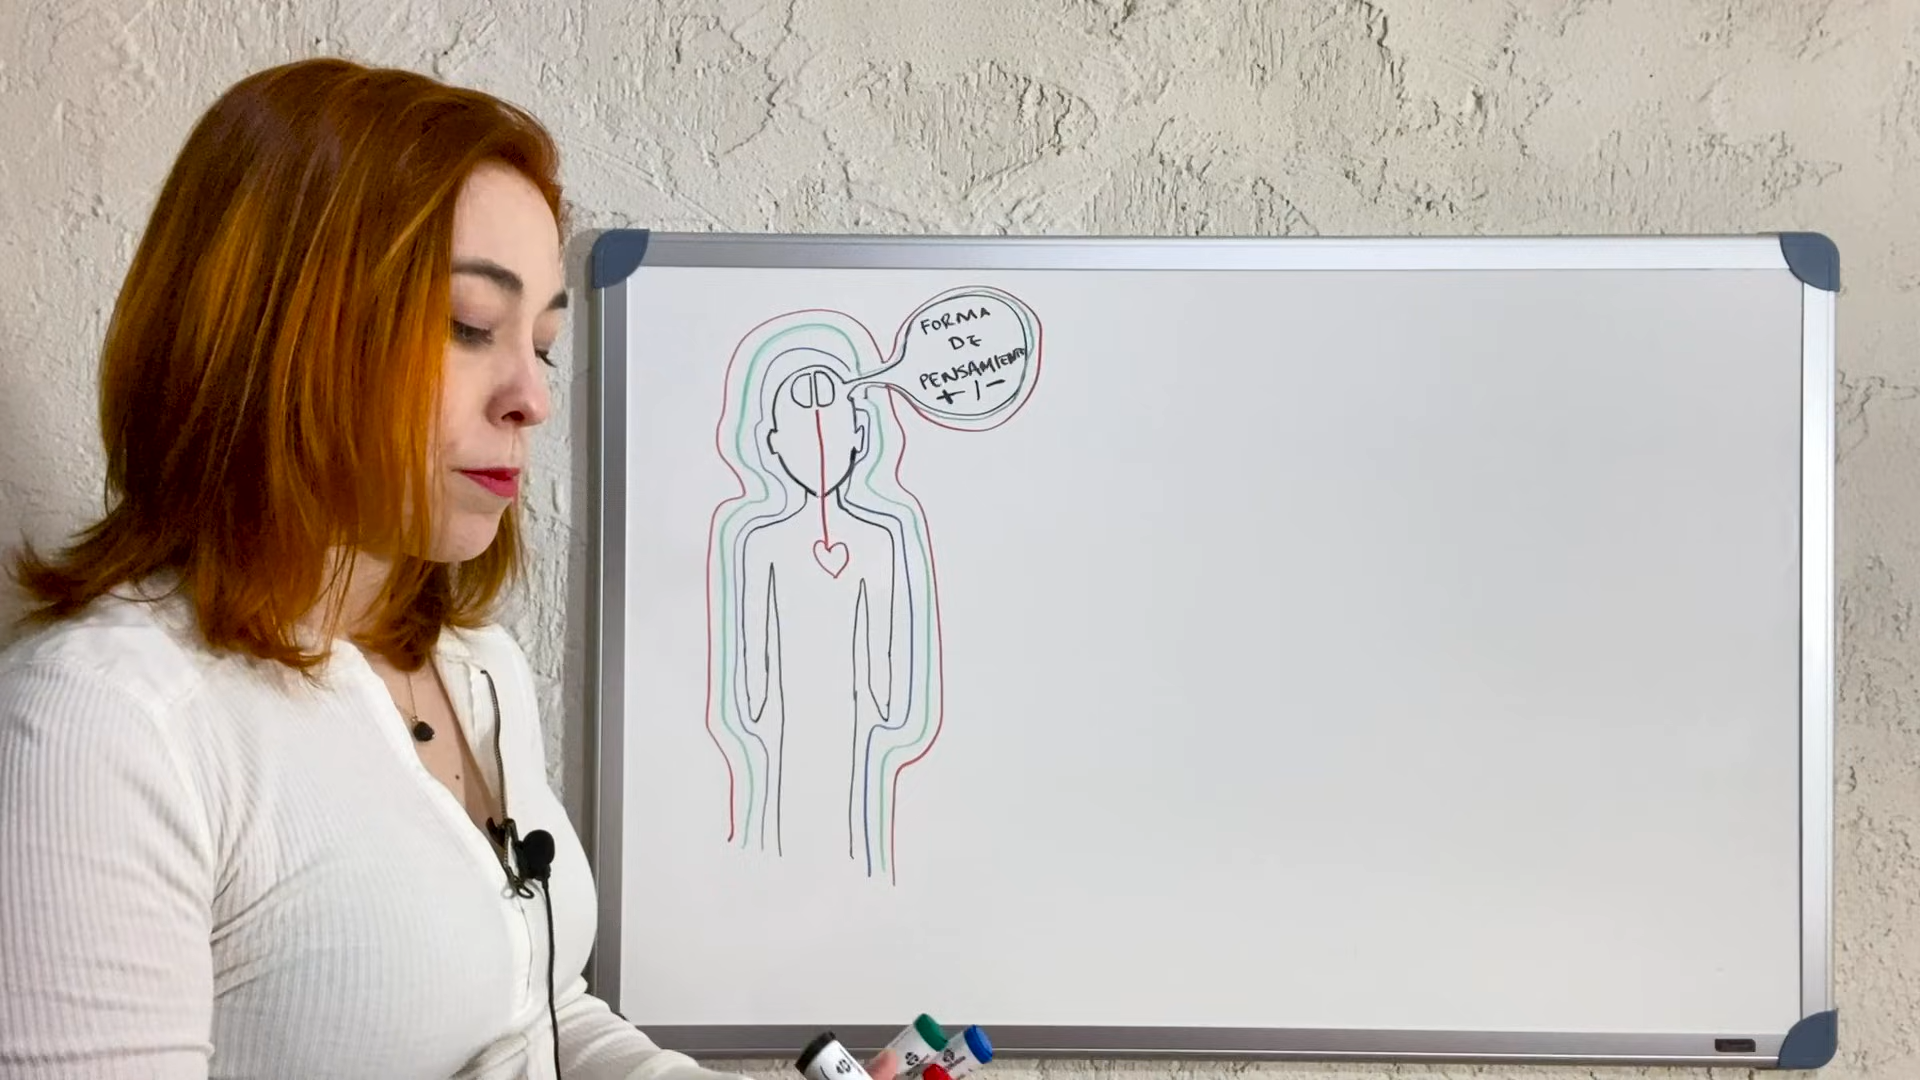 FORMA
DE
PENSAMIENTO
+ / -